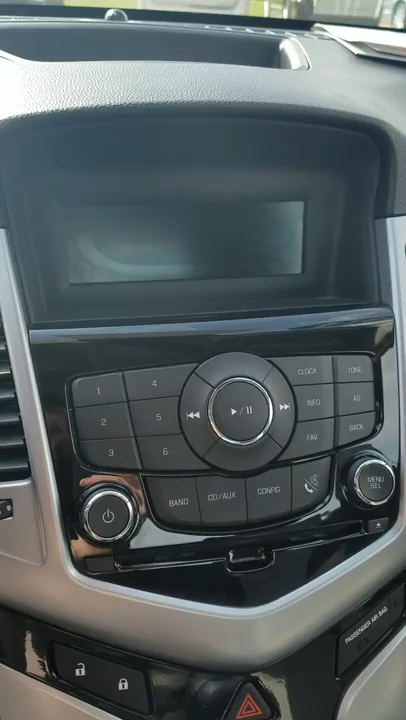 1 4 CLOCK TONE
2 5 INFO AS
3 6 FAV BACK
BAND CD/AUX CONFIG MENU SEL
PASSENGER AIR BAG